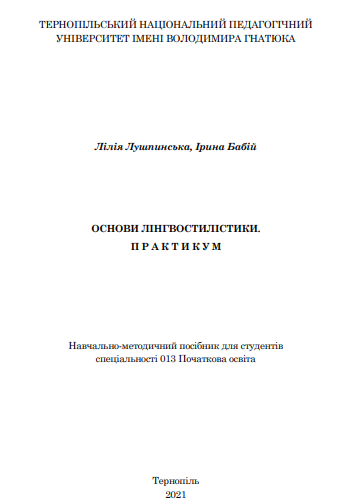 ТЕРНОПІЛЬСЬКИЙ НАЦІОНАЛЬНИЙ ПЕДАГОГІЧНИЙ
УНІВЕРСИТЕТ ІМЕНІ ВОЛОДИМИРА ГНАТЮКА
Лілія Лушпинська, Ірина Бабій
ОСНОВИ ЛІНГВОСТИЛІСТИКИ.
П Р А К Т И К У М
Навчально-методичний посібник для студентів
спеціальності 013 Початкова освіта
Тернопіль
2021